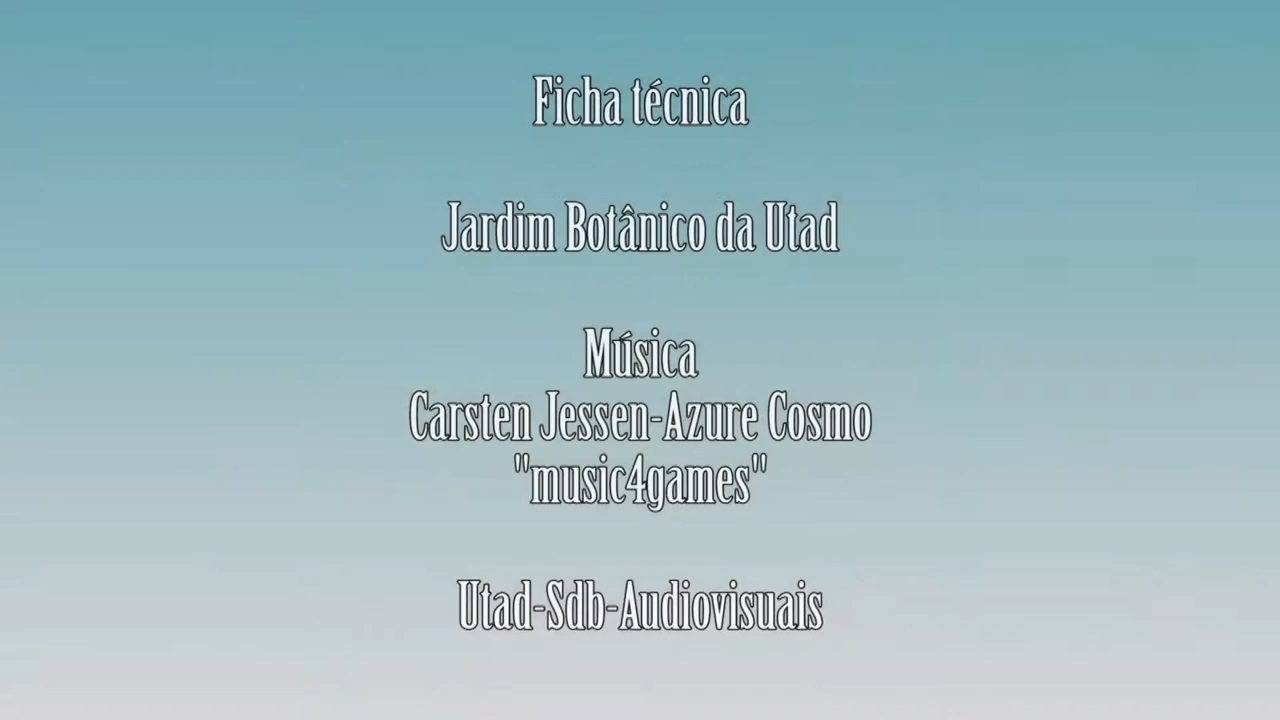 Ficha técnica
Jardim Botânico da Utad
Música
Carsten Jessen-Azure Cosmo
"music4games"
Utad-Sdb-Audiovisuais